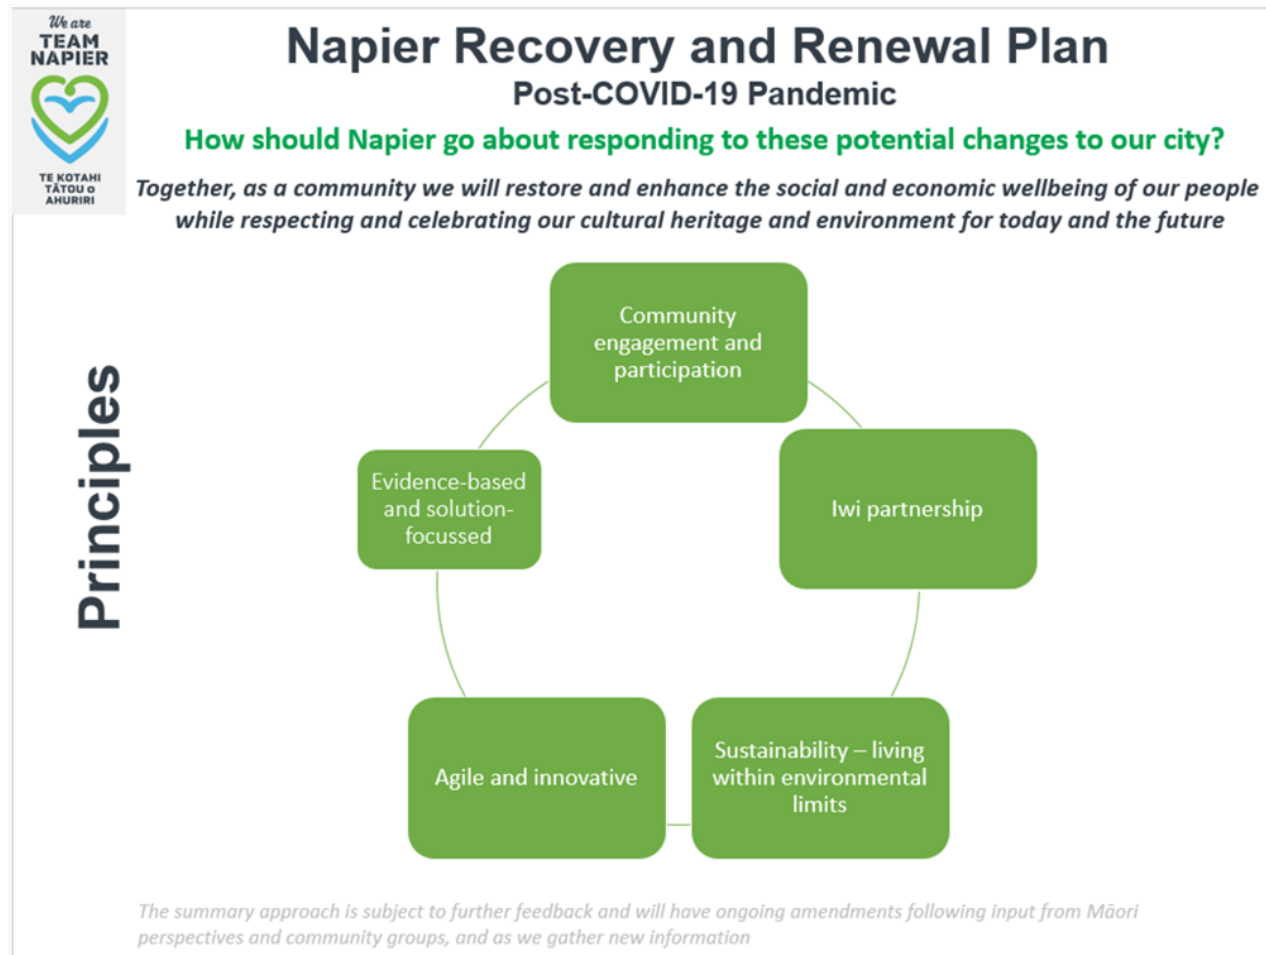 We are
TEAM
NAPIER
TE KOTAHI
TĀTOU o
AHURIRI
Napier Recovery and Renewal Plan
Post-COVID-19 Pandemic
How should Napier go about responding to these potential changes to our city?
Together, as a community we will restore and enhance the social and economic wellbeing of our people
while respecting and celebrating our cultural heritage and environment for today and the future
Principles
Community
engagement and
participation
Iwi partnership
Sustainability – living
within environmental
limits
Agile and innovative
Evidence-based
and solution-
focussed
The summary approach is subject to further feedback and will have ongoing amendments following input from Māori
perspectives and community groups, and as we gather new information